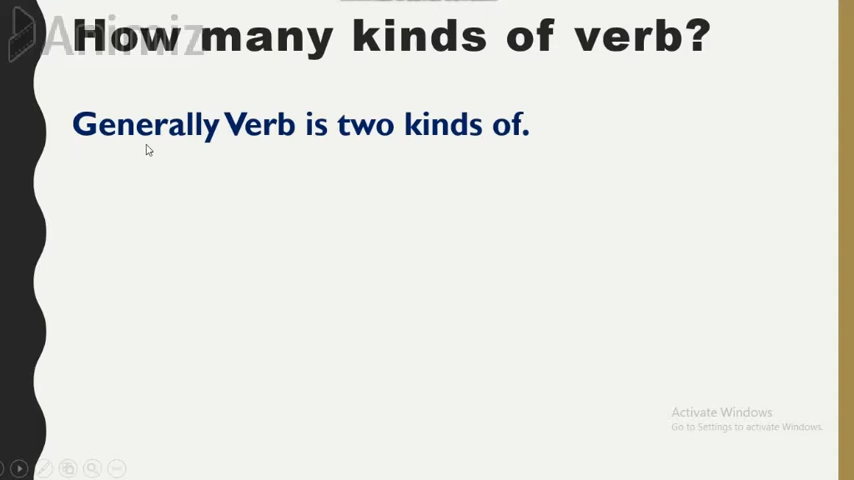 Animiz
How many kinds of verb?
Generally Verb is two kinds of.
Activate Windows
Go to Settings to activate Windows.